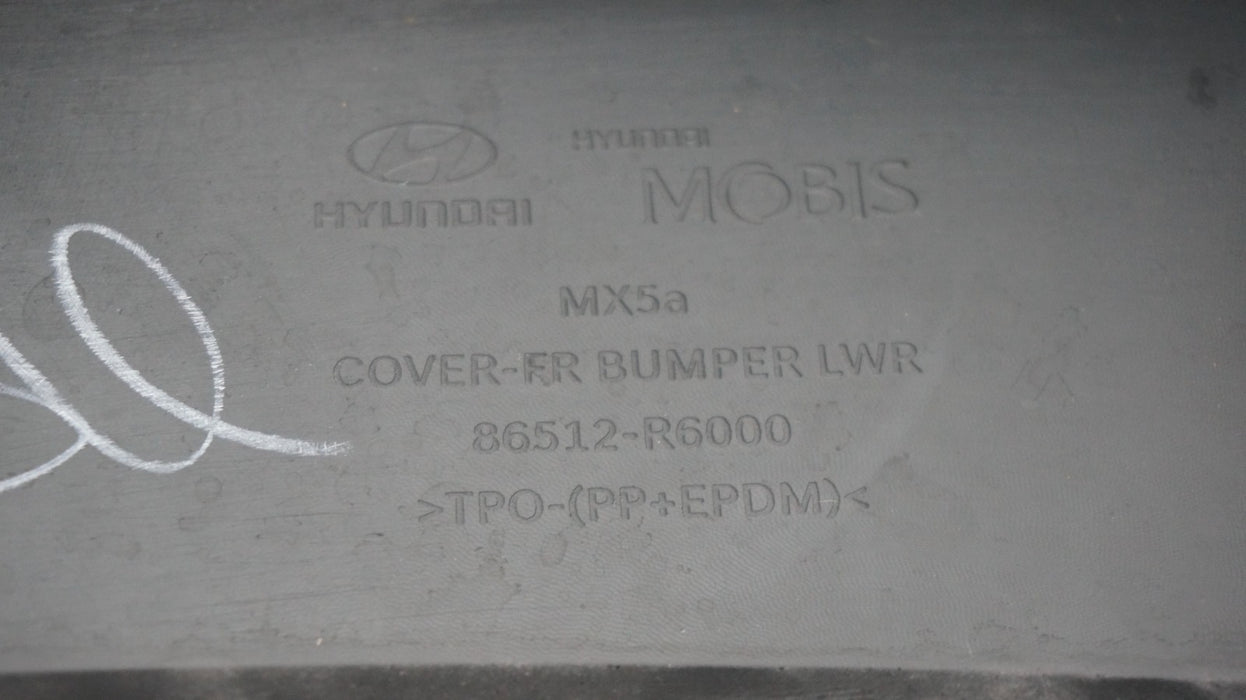 HYUNDAI
HYUNDAI
MOBIS
MX5a
COVER-FR BUMPER LWR
86512-R6000
>TPO-(PP+EPDM)<